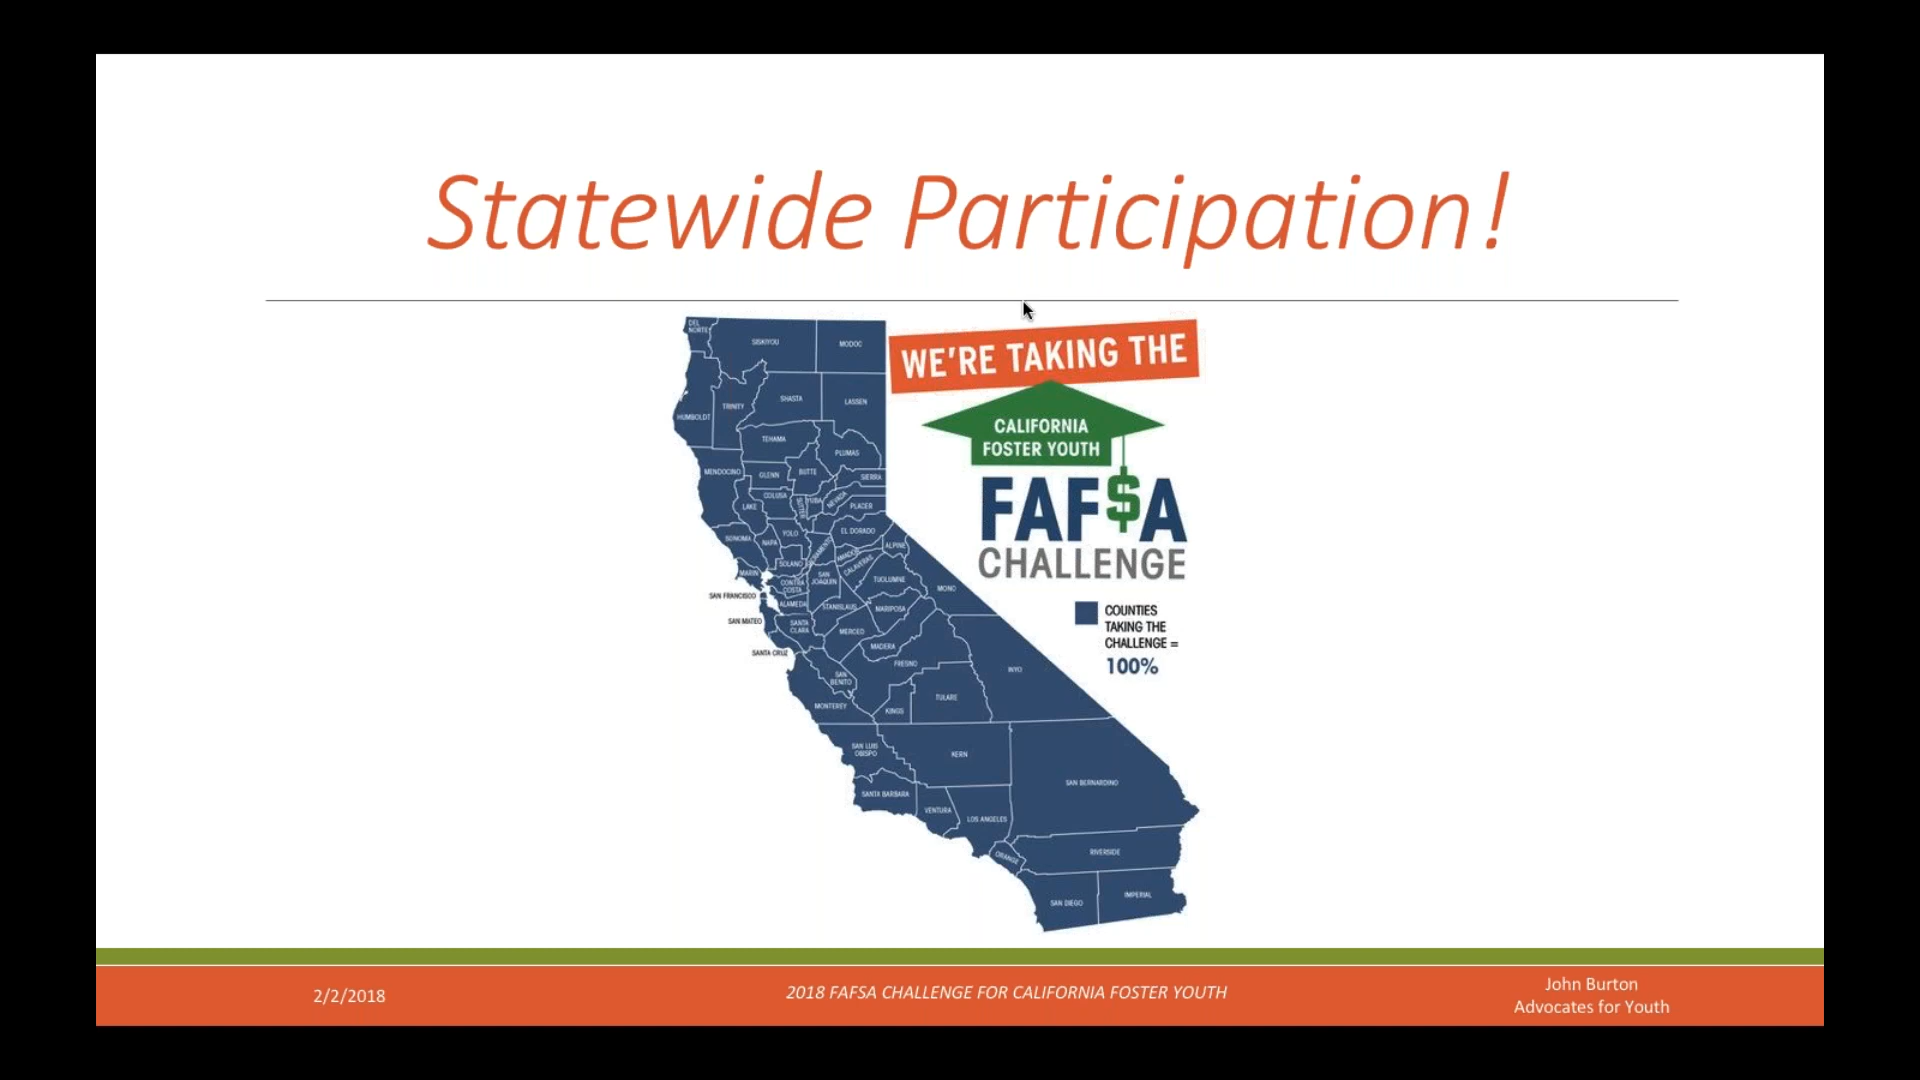 Statewide Participation!
WE'RE TAKING THE
CALIFORNIA
FOSTER YOUTH
FAF$A
CHALLENGE
COUNTIES
TAKING THE
CHALLENGE =
100%
DEL
NORTE
SISKIYOU
MODOC
HUMBOLDT
TRINITY
SHASTA
LASSEN
TEHAMA
PLUMAS
MENDOCINO
GLENN
BUTTE
SIERRA
COLUSA
LAKE
SUTTER
YUBA
NEVADA
PLACER
SONOMA
NAPA
YOLO
EL DORADO
SACRAMENTO
AMADOR
ALPINE
SOLANO
MARIN
CONTRA
COSTA
SAN
JOAQUIN
CALAVERAS
TUOLUMNE
MONO
SAN FRANCISCO
ALAMEDA
STANISLAUS
MARIPOSA
SAN MATEO
SANTA
CLARA
MERCED
MADERA
SANTA CRUZ
FRESNO
SAN
BENITO
MONTEREY
KINGS
TULARE
SAN LUIS
OBISPO
KERN
SAN BERNARDINO
SANTA BARBARA
VENTURA
LOS ANGELES
ORANGE
RIVERSIDE
SAN DIEGO
IMPERIAL
2/2/2018
2018 FAFSA CHALLENGE FOR CALIFORNIA FOSTER YOUTH
John Burton
Advocates for Youth